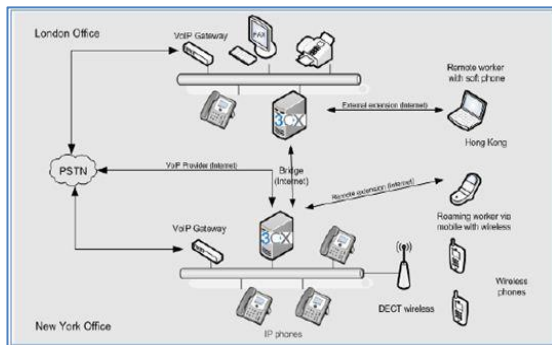 London Office
VoIP Gateway
FAX
Remote worker
with soft phone
3CX
External extension (Internet)
Hong Kong
PSTN
VoIP Provider (Internet)
Bridge
(Internet)
Remote extension (Internet)
Roaming worker via
mobile with wireless
VoIP Gateway
3CX
Wireless
phones
DECT wireless
IP phones
New York Office